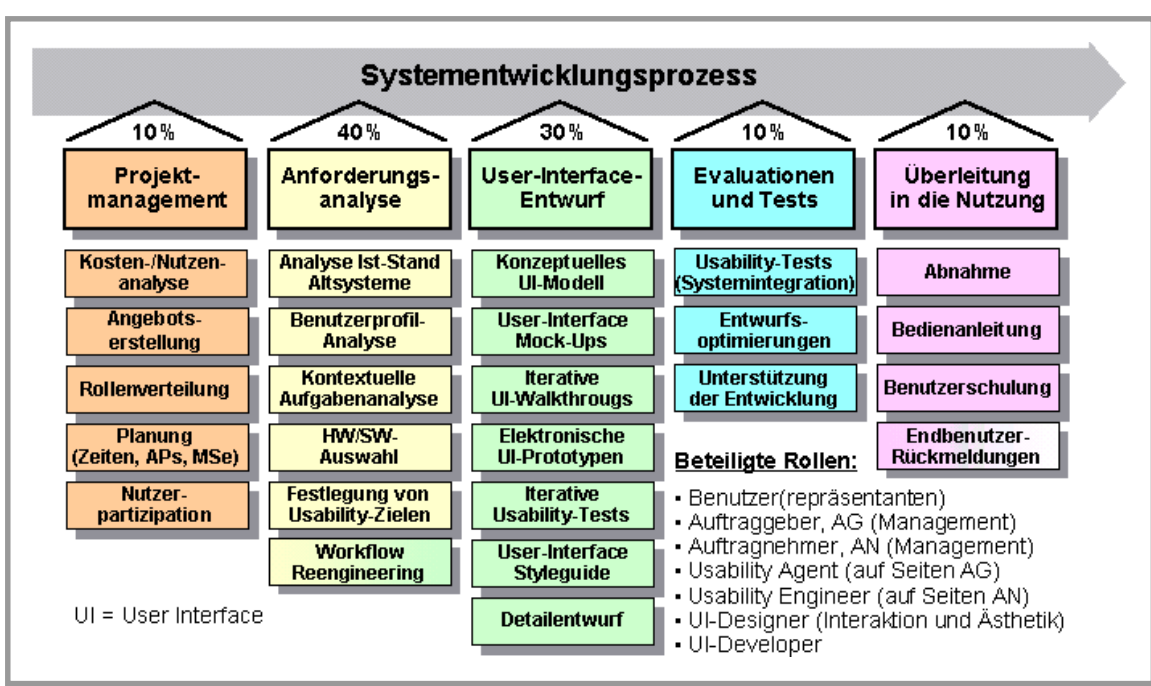 Systementwicklungsprozess
10%
Projekt-
management
Kosten-/Nutzen-
analyse
Angebots-
erstellung
Rollenverteilung
Planung
(Zeiten, APs, MSe)
Nutzer-
partizipation
UI = User Interface
40%
Anforderungs-
analyse
Analyse Ist-Stand
Altsysteme
Benutzerprofil-
Analyse
Kontextuelle
Aufgabenanalyse
HW/SW-
Auswahl
Festlegung von
Usability-Zielen
Workflow
Reengineering
30%
User-Interface-
Entwurf
Konzeptuelles
UI-Modell
User-Interface
Mock-Ups
Iterative
UI-Walkthrougs
Elektronische
UI-Prototypen
Iterative
Usability-Tests
User-Interface
Styleguide
Detailentwurf
10%
Evaluationen
und Tests
Usability-Tests
(Systemintegration)
Entwurfs-
optimierungen
Unterstützung
der Entwicklung
10%
Überleitung
in die Nutzung
Abnahme
Bedienanleitung
Benutzerschulung
Endbenutzer-
Rückmeldungen
Beteiligte Rollen:
▪ Benutzer(repräsentanten)
▪ Auftraggeber, AG (Management)
▪ Auftragnehmer, AN (Management)
▪ Usability Agent (auf Seiten AG)
▪ Usability Engineer (auf Seiten AN)
▪ UI-Designer (Interaktion und Ästhetik)
▪ UI-Developer